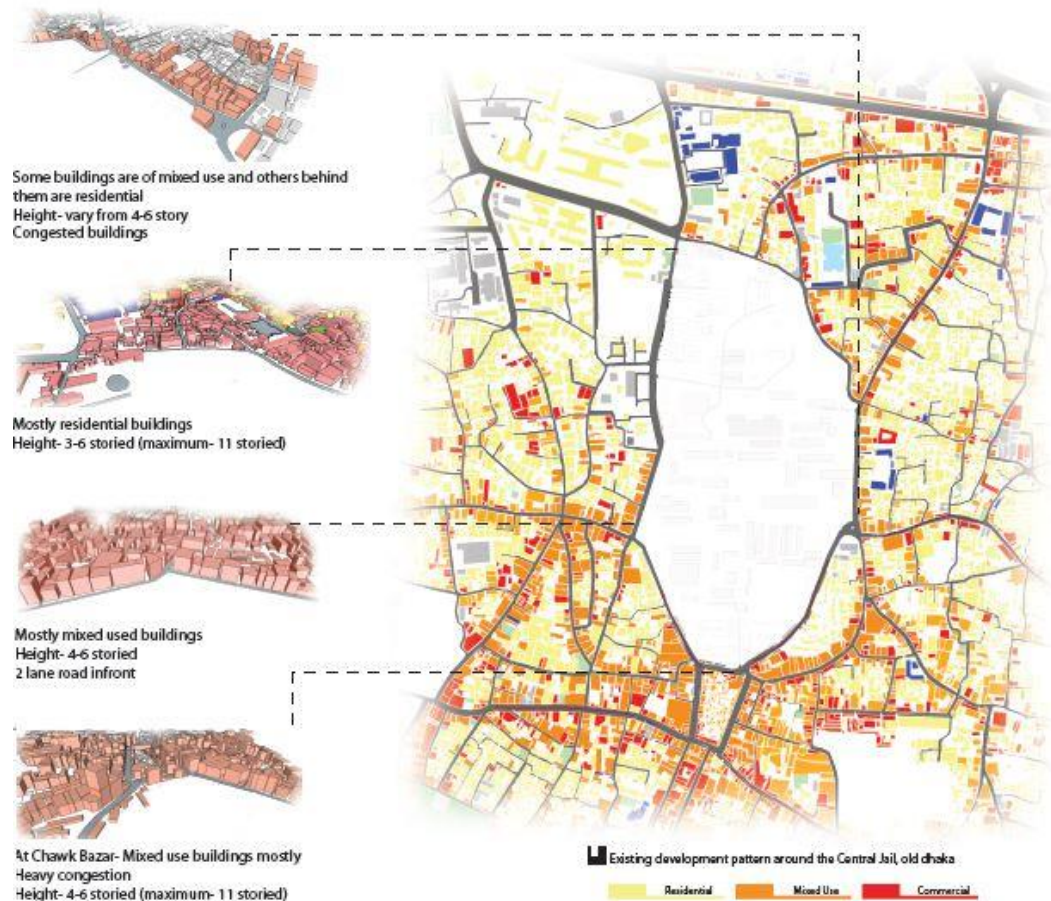 Some buildings are of mixed use and others behind
them are residential
Height- vary from 4-6 story
Congested buildings
Mostly residential buildings
Height- 3-6 storied (maximum- 11 storied)
Mostly mixed used buildings
Height- 4-6 storied
2 lane road infront
At Chawk Bazar- Mixed use buildings mostly
Heavy congestion
Height- 4-6 storied (maximum- 11 storied)
Existing development pattern around the Central Jail, old dhaka
Residential Mixed Use Commercial